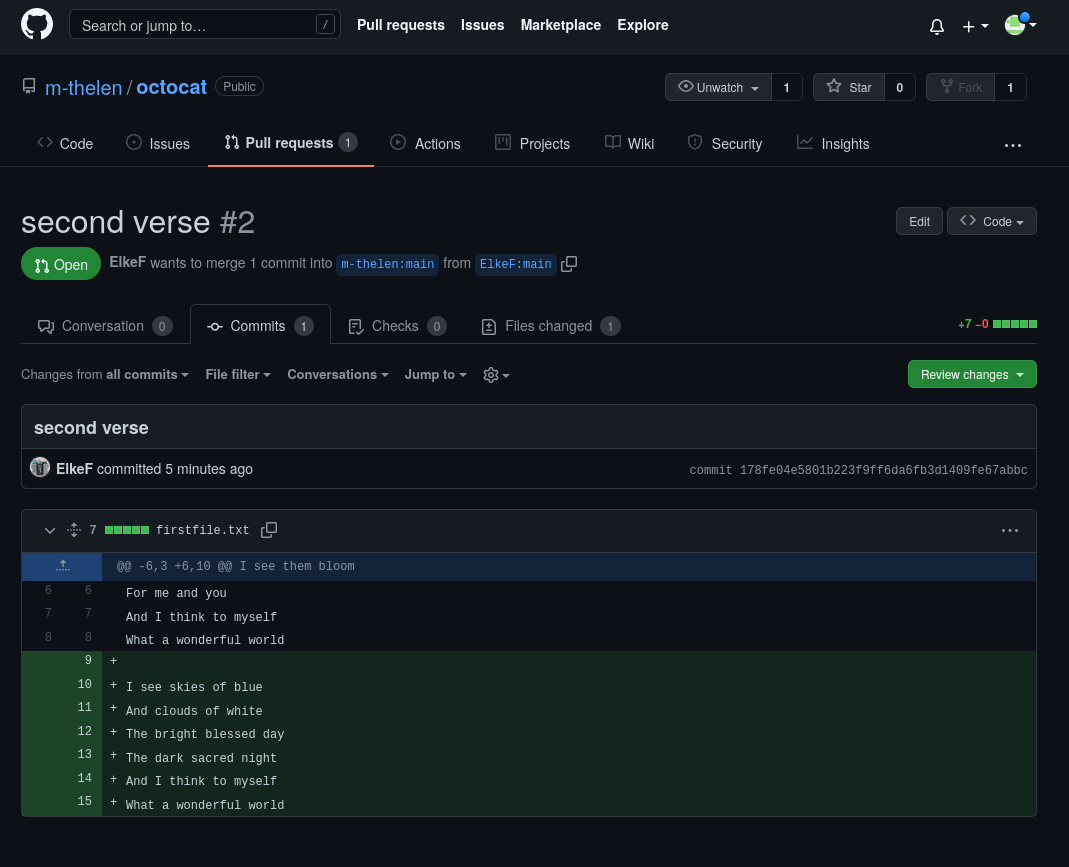 Search or jump to… /
Pull requests Issues Marketplace Explore
m-thelen / octocat Public
Unwatch 1 Star 0 Fork 1
Code Issues Pull requests 1 Actions Projects Wiki Security Insights ...
second verse #2
Edit <> Code
Open ElkeF wants to merge 1 commit into m-thelen:main from ElkeF:main
Conversation 0 Commits 1 Checks 0 Files changed 1
+7 −0
Changes from all commits File filter Conversations Jump to
Review changes
second verse
ElkeF committed 5 minutes ago
commit 178fe04e5801b223f9ff6da6fb3d1409fe67abbc
7 firstfile.txt ...
@@ -6,3 +6,10 @@ I see them bloom
6 6 For me and you
7 7 And I think to myself
8 8 What a wonderful world
9 +
10 + I see skies of blue
11 + And clouds of white
12 + The bright blessed day
13 + The dark sacred night
14 + And I think to myself
15 + What a wonderful world